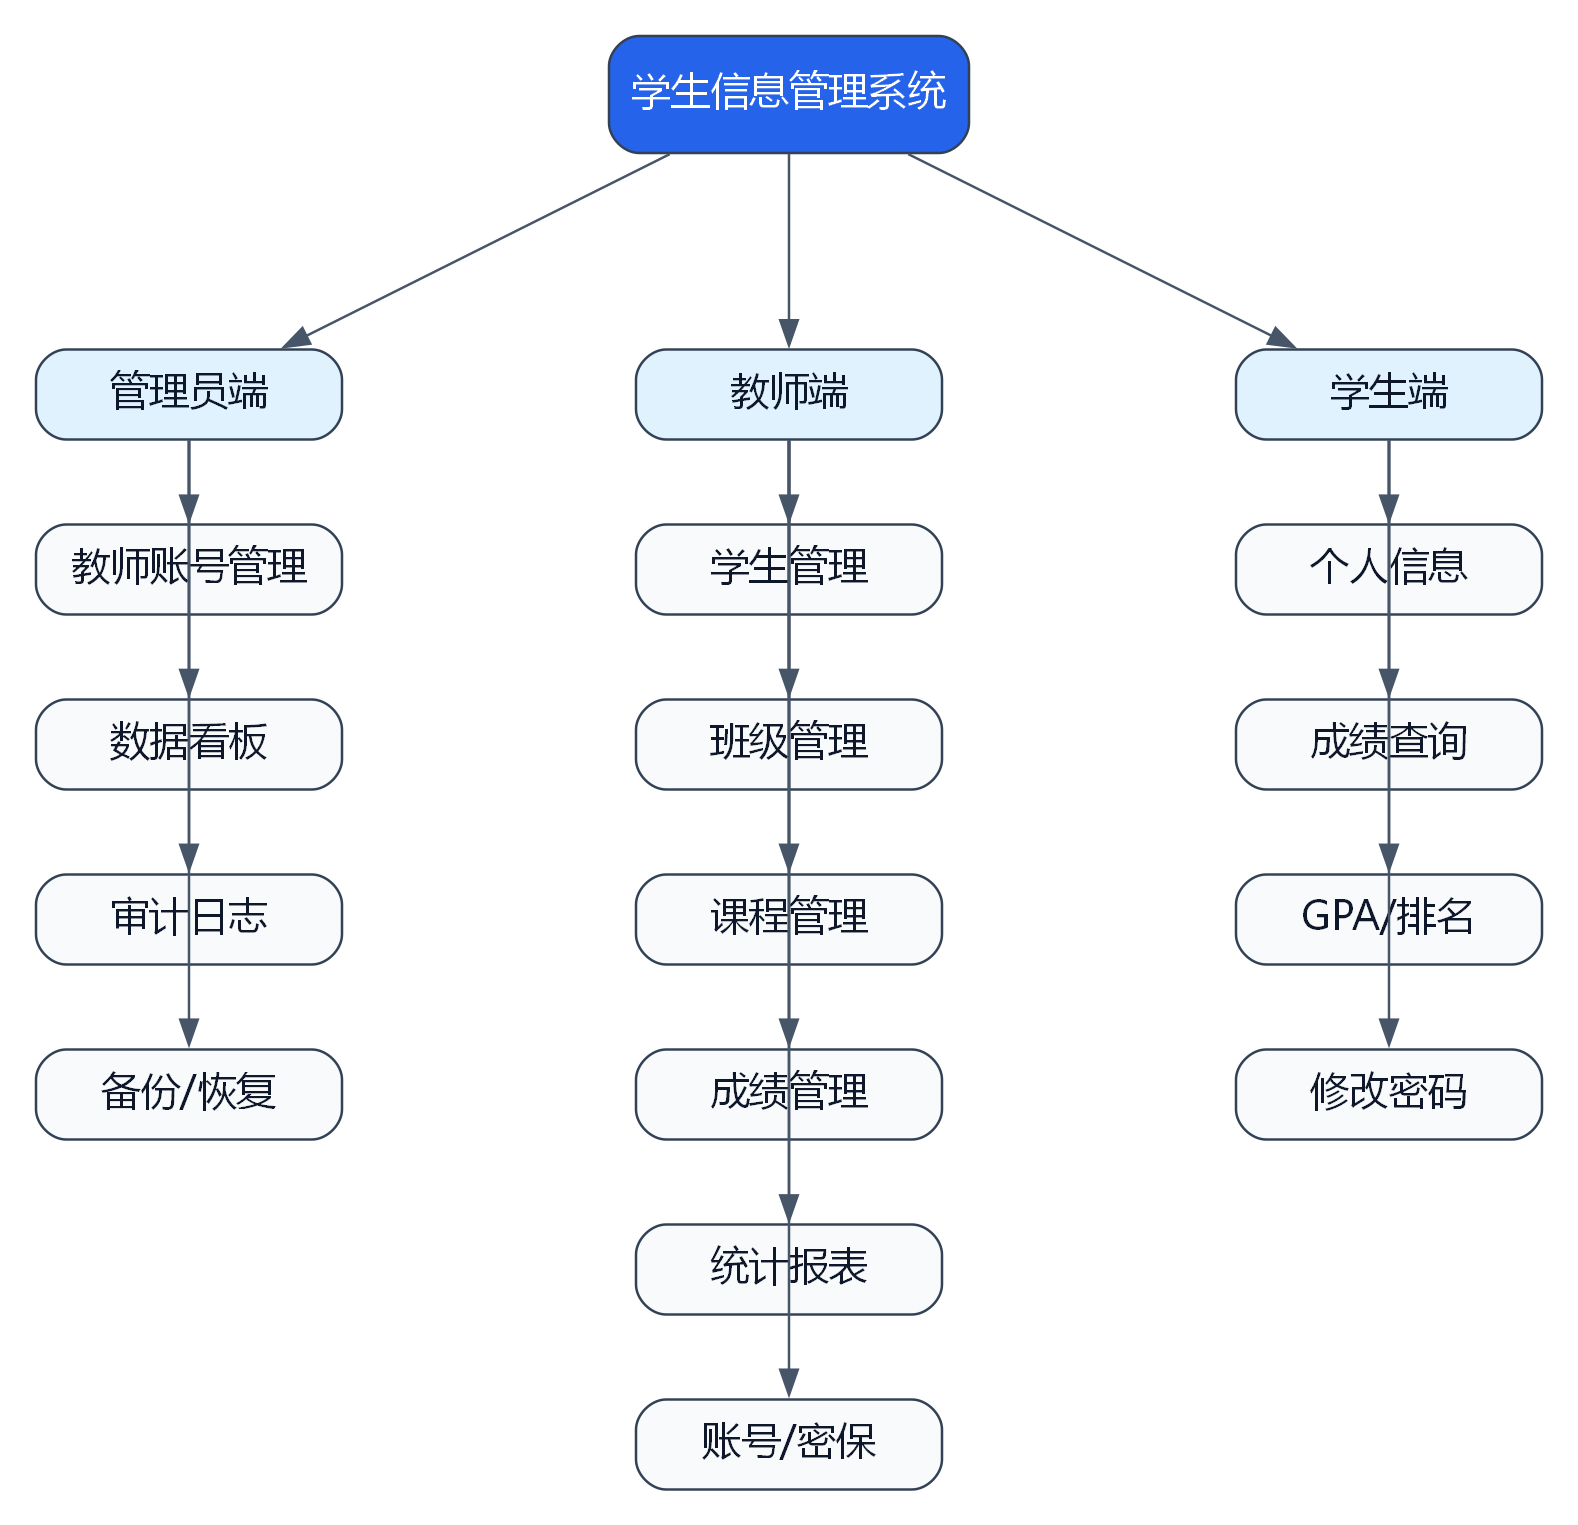 学生信息管理系统
管理员端
教师端
学生端
教师账号管理
学生管理
个人信息
数据看板
班级管理
成绩查询
审计日志
课程管理
GPA/排名
备份/恢复
成绩管理
修改密码
统计报表
账号/密保